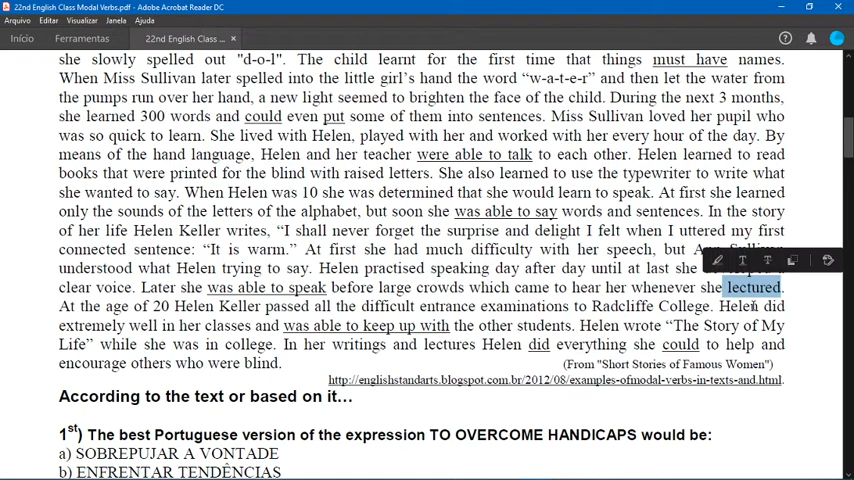 22nd English Class Modal Verbs.pdf - Adobe Acrobat Reader DC
Arquivo Editar Visualizar Janela Ajuda
Início Ferramentas 22nd English Class ... ×
she slowly spelled out "d-o-l". The child learnt for the first time that things must have names.
When Miss Sullivan later spelled into the little girl's hand the word “w-a-t-e-r” and then let the water from
the pumps run over her hand, a new light seemed to brighten the face of the child. During the next 3 months,
she learned 300 words and could even put some of them into sentences. Miss Sullivan loved her pupil who
was so quick to learn. She lived with Helen, played with her and worked with her every hour of the day. By
means of the hand language, Helen and her teacher were able to talk to each other. Helen learned to read
books that were printed for the blind with raised letters. She also learned to use the typewriter to write what
she wanted to say. When Helen was 10 she was determined that she would learn to speak. At first she learned
only the sounds of the letters of the alphabet, but soon she was able to say words and sentences. In the story
of her life Helen Keller writes, “I shall never forget the surprise and delight I felt when I uttered my first
connected sentence: “It is warm.” At first she had much difficulty with her speech, but Sullivan
understood what Helen trying to say. Helen practised speaking day after day until at last she a
clear voice. Later she was able to speak before large crowds which came to hear her whenever she lectured.
At the age of 20 Helen Keller passed all the difficult entrance examinations to Radcliffe College. Helen did
extremely well in her classes and was able to keep up with the other students. Helen wrote “The Story of My
Life” while she was in college. In her writings and lectures Helen did everything she could to help and
encourage others who were blind. (From "Short Stories of Famous Women")
http://englishstandarts.blogspot.com.br/2012/08/examples-ofmodal-verbs-in-texts-and.html.
According to the text or based on it…
1st) The best Portuguese version of the expression TO OVERCOME HANDICAPS would be:
a) SOBREPUJAR A VONTADE
b) ENFRENTAR TENDÊNCIAS